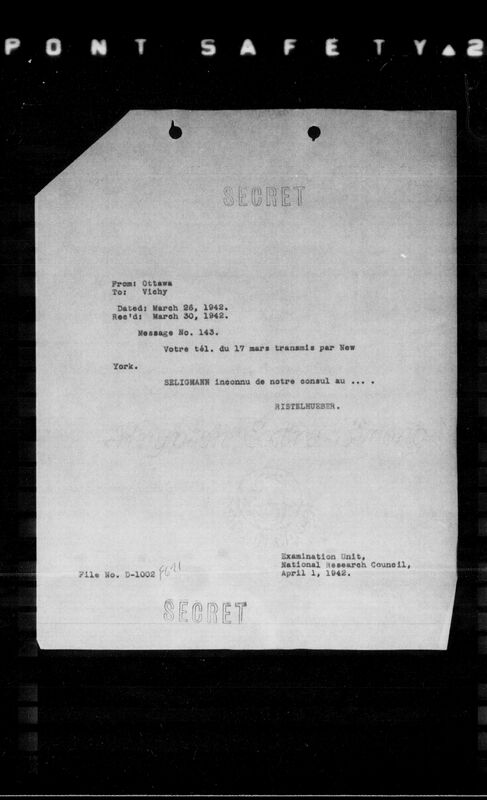 PONT SAFETY▲2
SECRET
From: Ottawa
To: Vichy
Dated: March 26, 1942.
Rec'd: March 30, 1942.
Message No. 143.
Votre tél. du 17 mars transmis par New
York.
SELIGMANN inconnu de notre consul au ... .
RISTELHUEBER.
Examination Unit,
National Research Council,
April 1, 1942.
File No. D-1002
SECRET